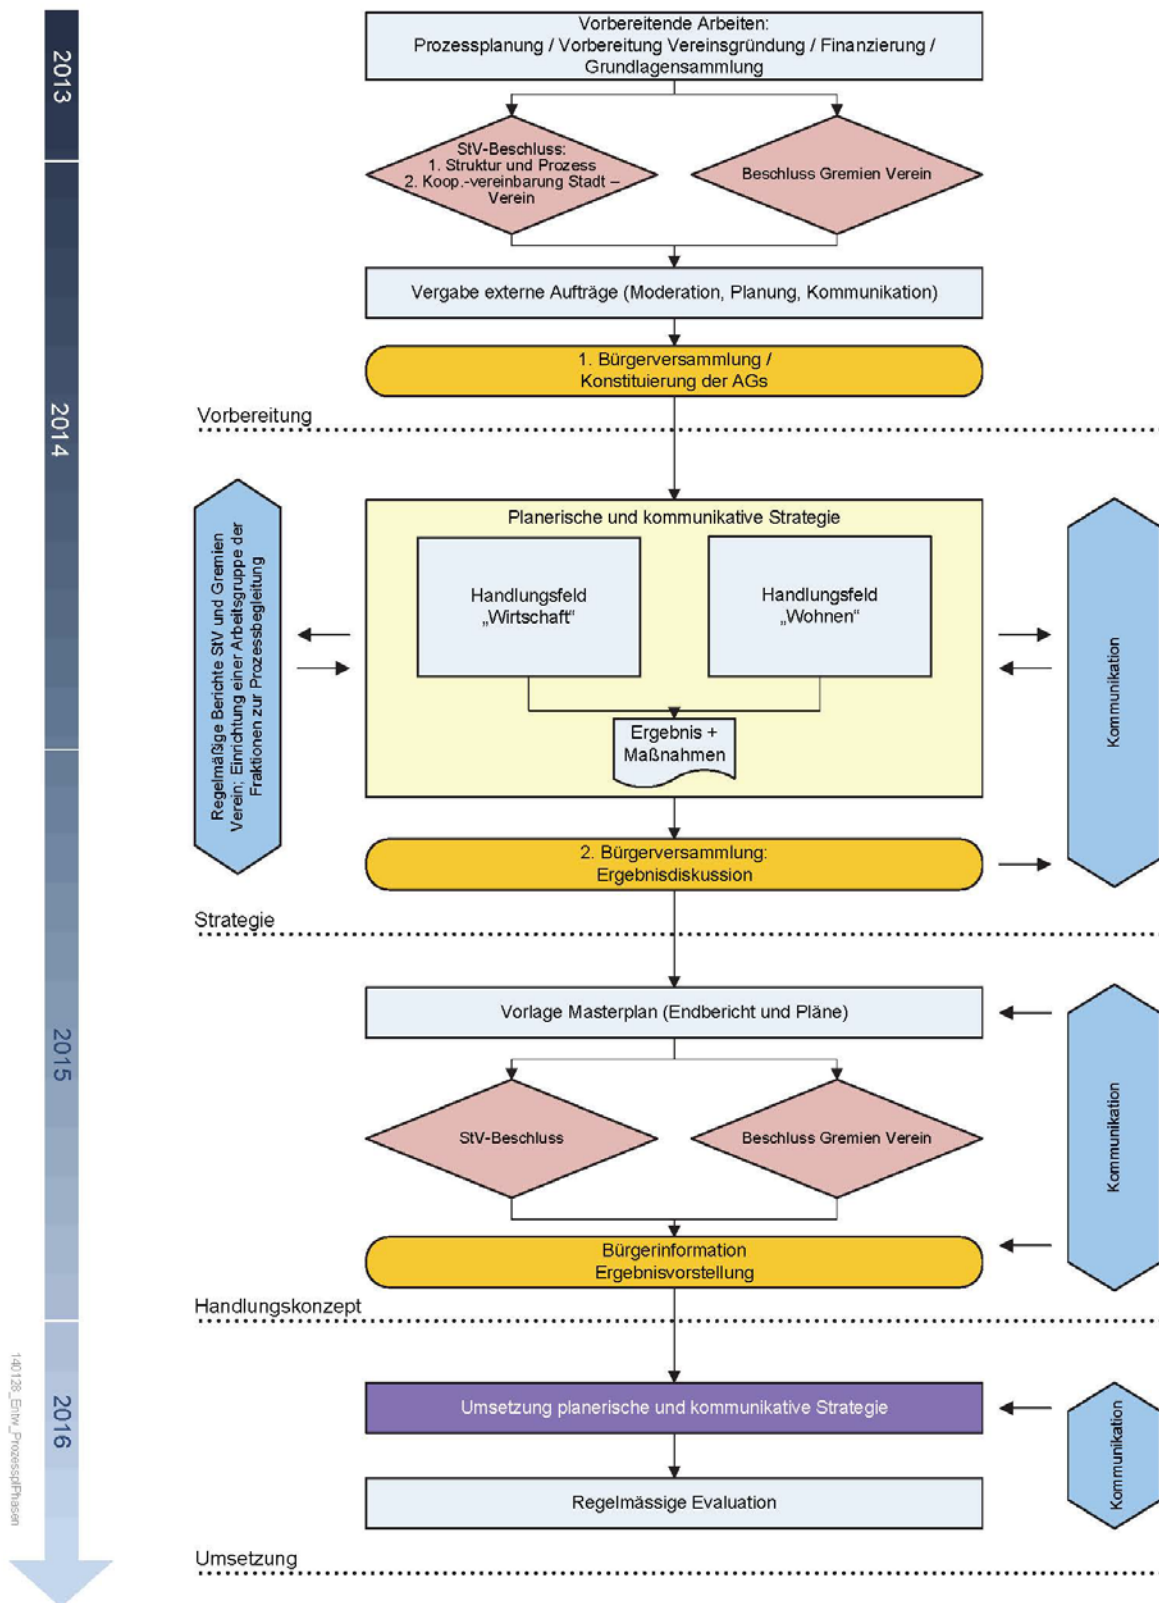 2013
Vorbereitende Arbeiten:
Prozessplanung / Vorbereitung Vereinsgründung / Finanzierung /
Grundlagensammlung
StV-Beschluss:
1. Struktur und Prozess
2. Koop.-vereinbarung Stadt –
Verein
Beschluss Gremien Verein
Vergabe externe Aufträge (Moderation, Planung, Kommunikation)
1. Bürgerversammlung /
Konstituierung der AGs
Vorbereitung
2014
Regelmäßige Berichte StV und Gremien
Verein; Einrichtung einer Arbeitsgruppe der
Fraktionen zur Prozessbegleitung
Planerische und kommunikative Strategie
Handlungsfeld
„Wirtschaft“
Handlungsfeld
„Wohnen“
Ergebnis +
Maßnahmen
Kommunikation
2. Bürgerversammlung:
Ergebnisdiskussion
Strategie
2015
Vorlage Masterplan (Endbericht und Pläne)
StV-Beschluss
Beschluss Gremien Verein
Kommunikation
Bürgerinformation
Ergebnisvorstellung
Handlungskonzept
2016
Umsetzung planerische und kommunikative Strategie
Kommunikation
Regelmässige Evaluation
Umsetzung
140128_Entw_ProzessplPhasen